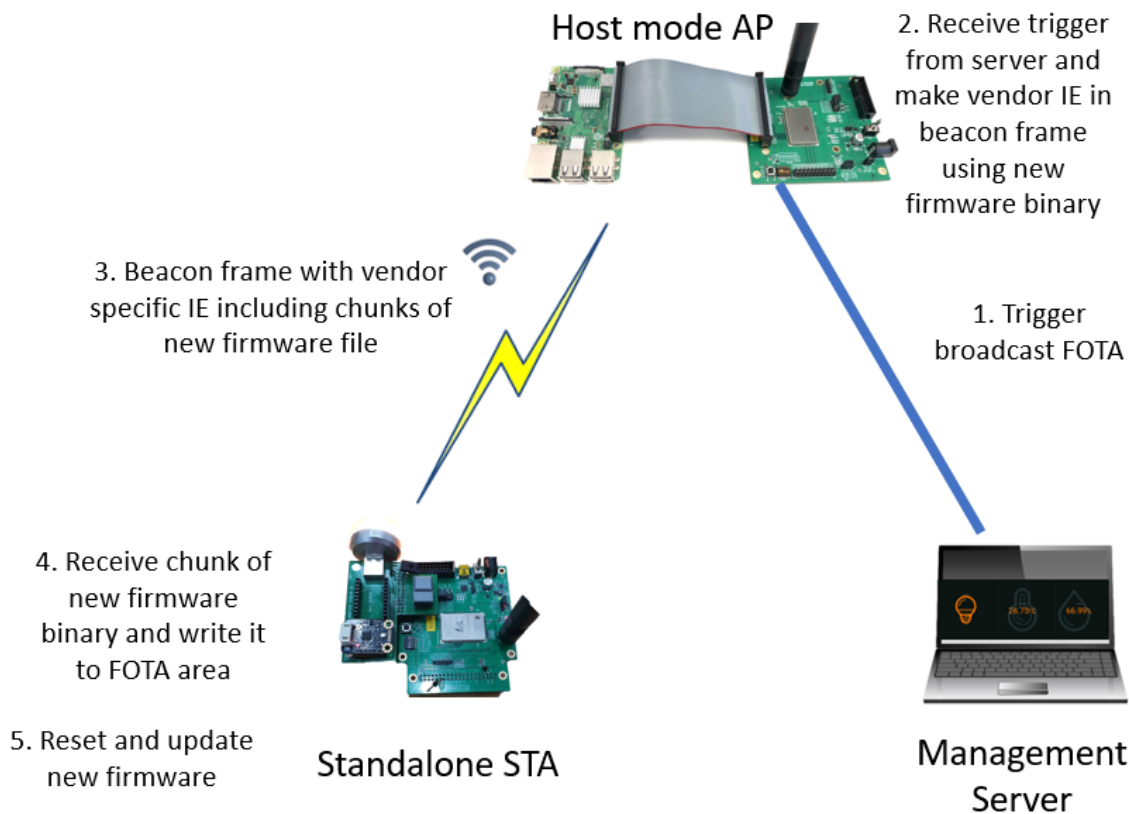 Host mode AP
2. Receive trigger
from server and
make vendor IE in
beacon frame
using new
firmware binary
3. Beacon frame with vendor
specific IE including chunks of
new firmware file
1. Trigger
broadcast FOTA
4. Receive chunk of
new firmware
binary and write it
to FOTA area
5. Reset and update
new firmware
Standalone STA
66.99%
Management
Server